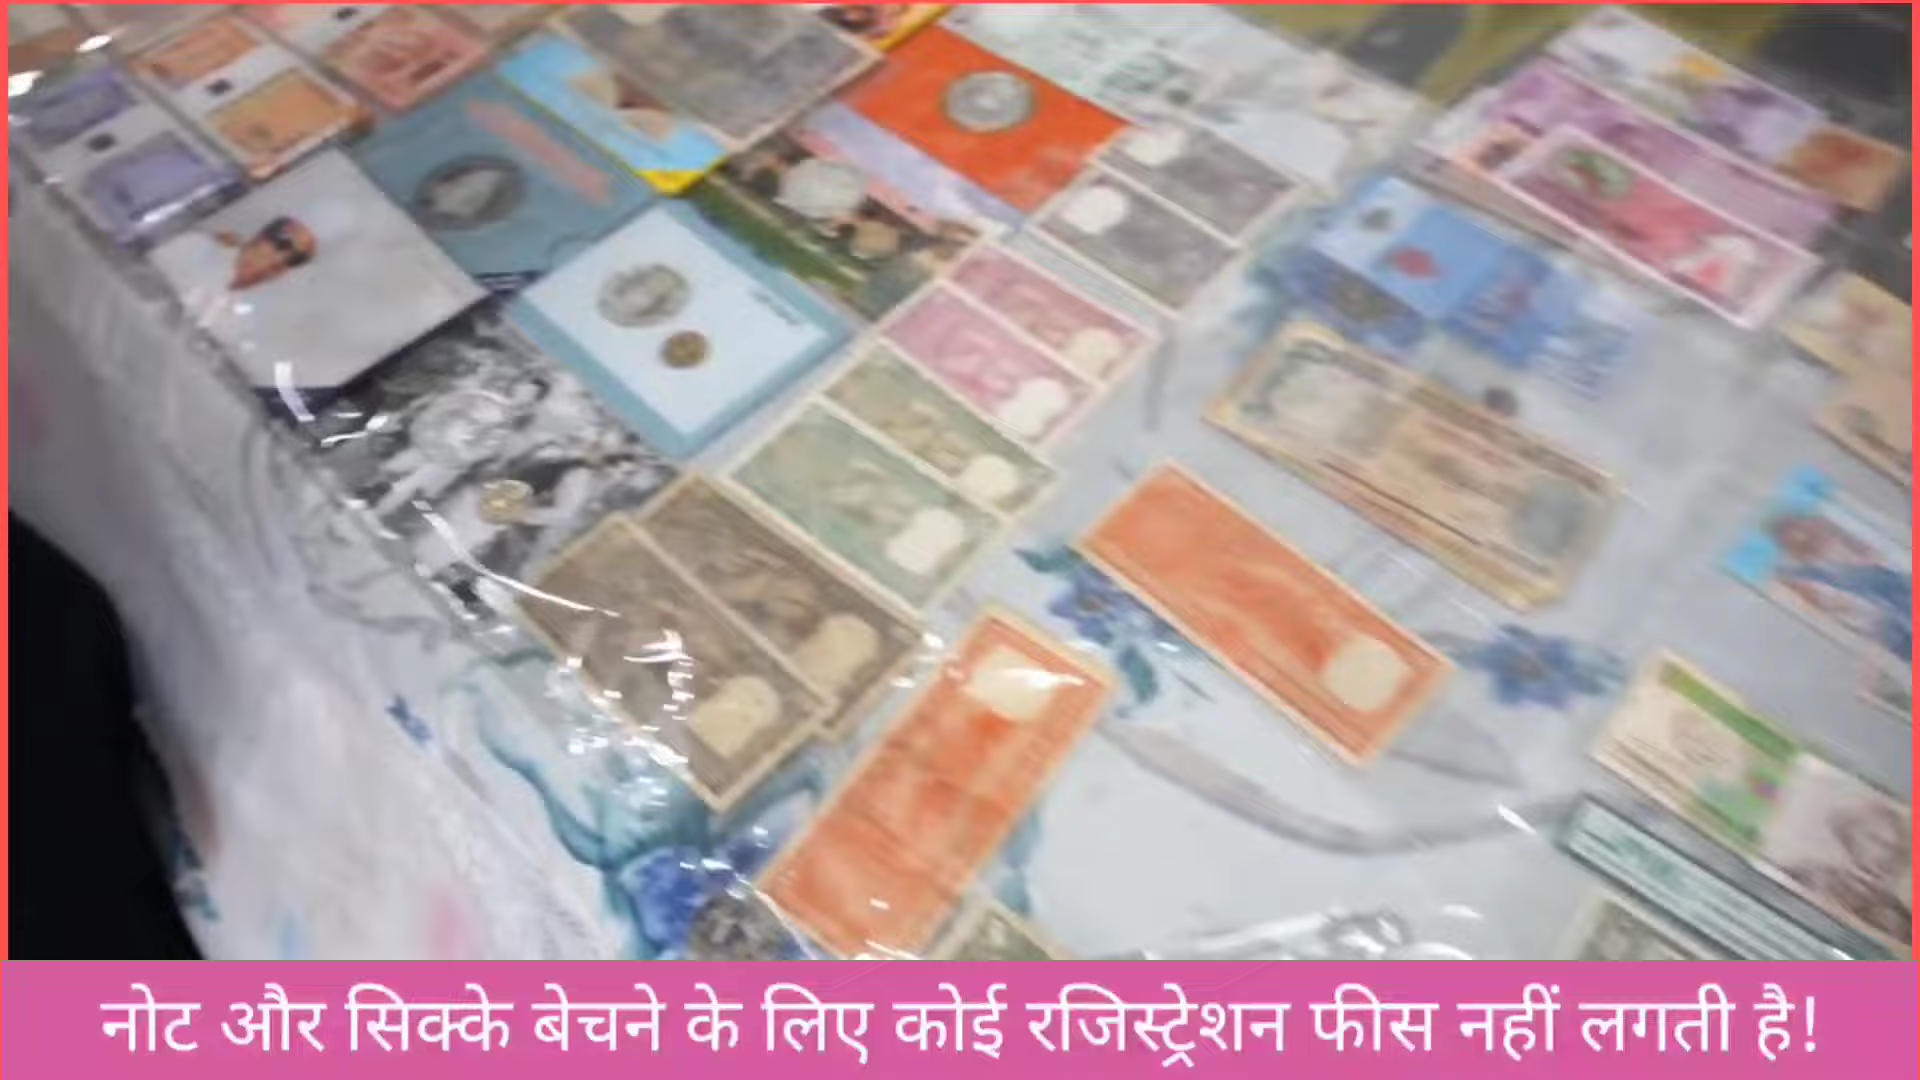 नोट और सिक्के बेचने के लिए कोई रजिस्ट्रेशन फीस नहीं लगती है!